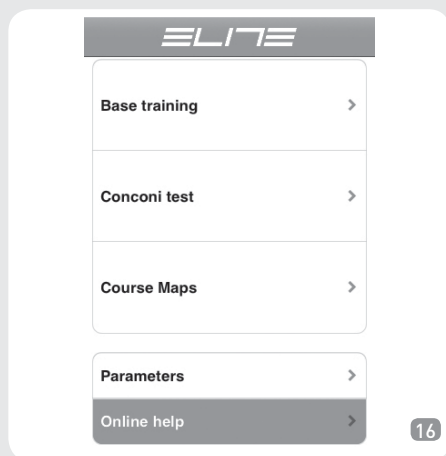 ELITE
Base training
Conconi test
Course Maps
Parameters
Online help
16